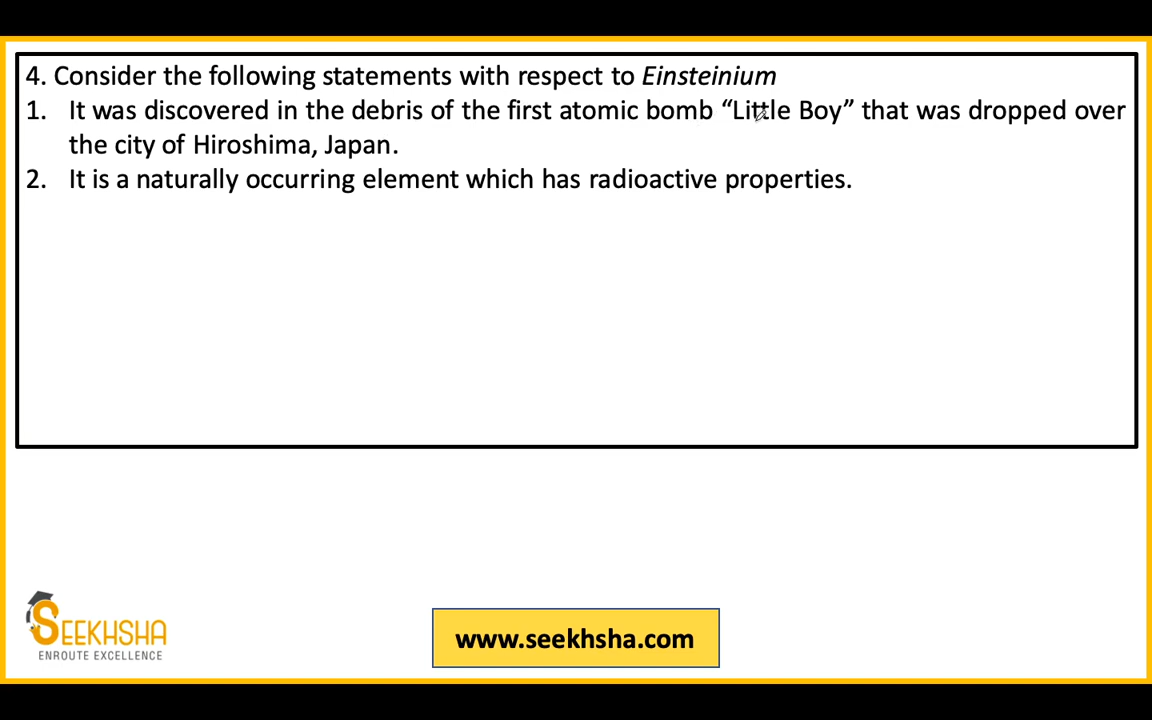 4. Consider the following statements with respect to Einsteinium
1. It was discovered in the debris of the first atomic bomb “Little Boy” that was dropped over
the city of Hiroshima, Japan.
2. It is a naturally occurring element which has radioactive properties.
SEEKHSHA
ENROUTE EXCELLENCE
www.seekhsha.com